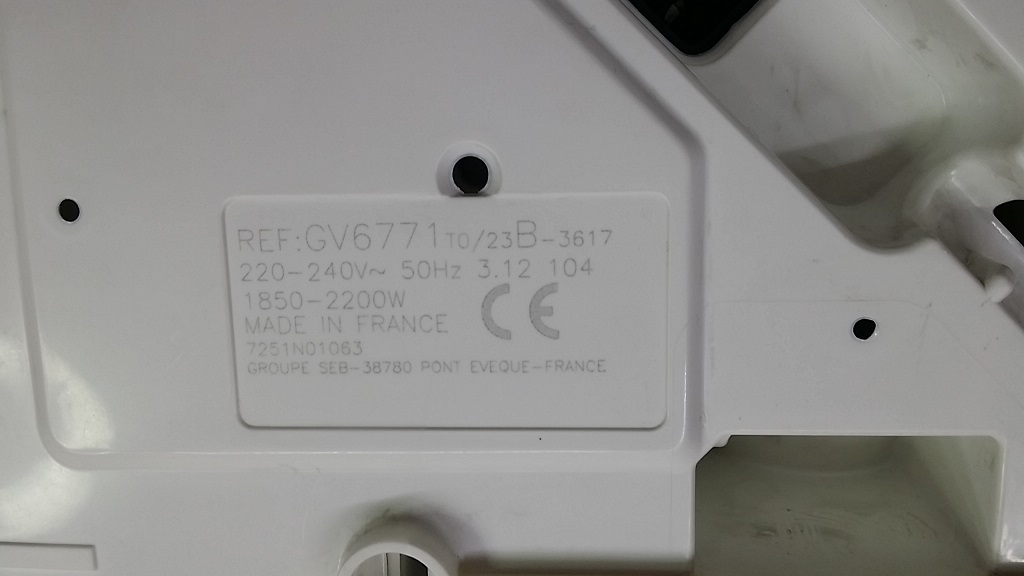 REF:GV6771T0/23B-3617
220-240V~ 50Hz 3.12 104
1850-2200W
MADE IN FRANCE CE
7251N01063
GROUPE SEB-38780 PONT EVEQUE-FRANCE